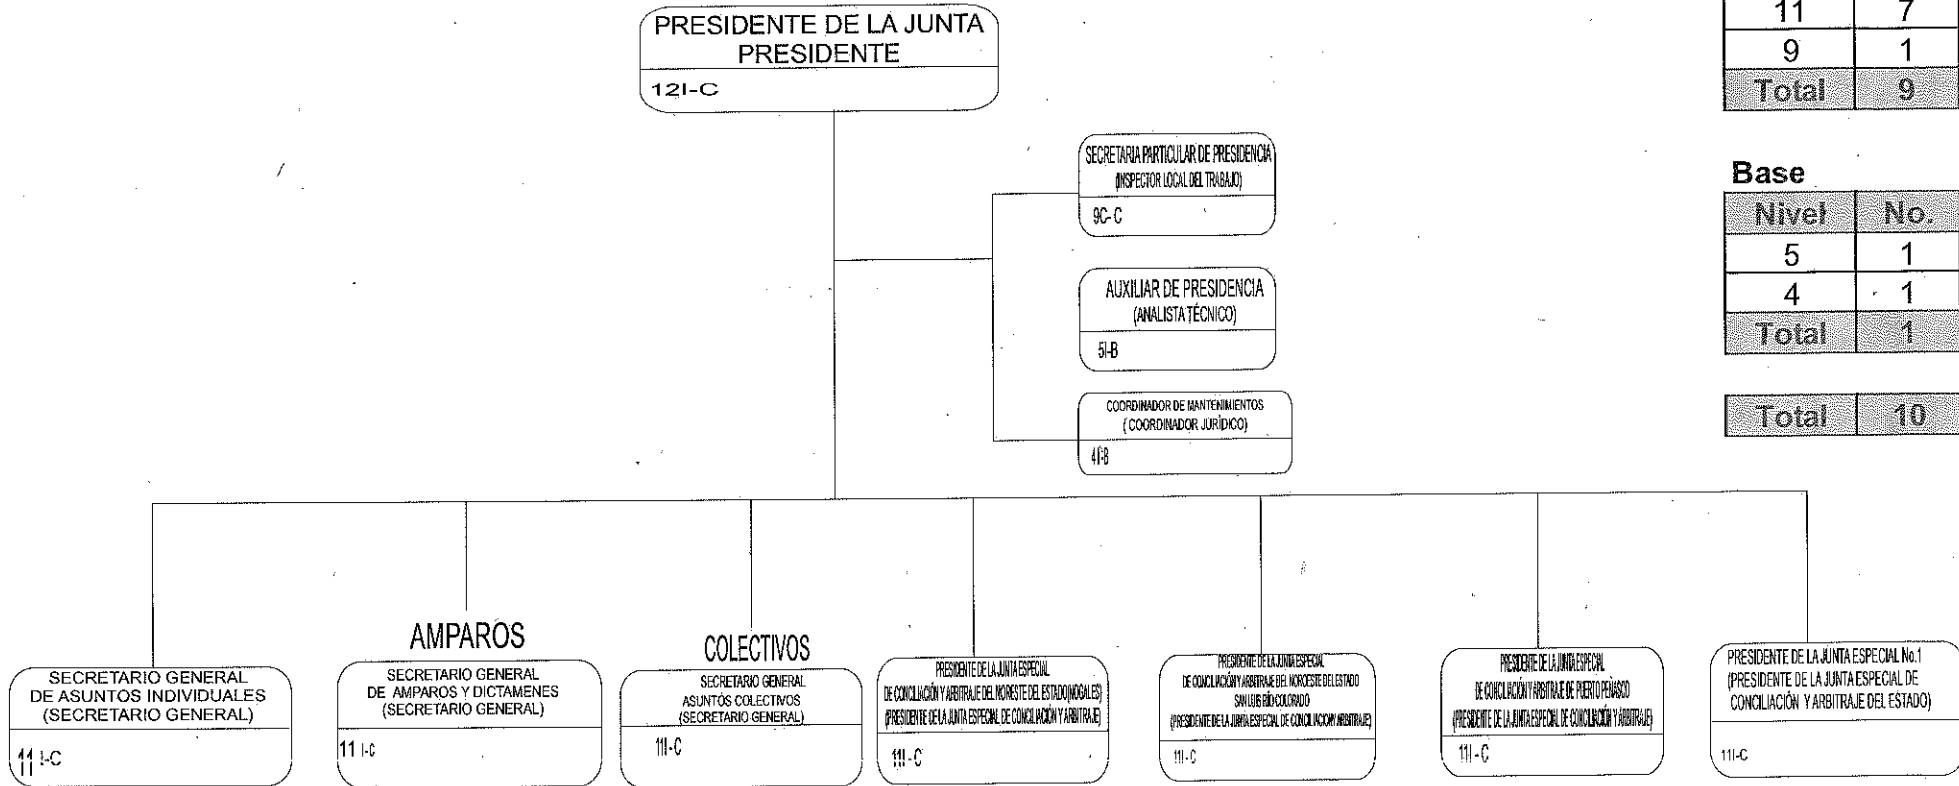 PRESIDENTE DE LA JUNTA
PRESIDENTE
12I-C
11 7
9 1
Total 9
SECRETARIA PARTICULAR DE PRESIDENCIA
(INSPECTOR LOCAL DEL TRABAJO)
9C-C
AUXILIAR DE PRESIDENCIA
(ANALISTA TÉCNICO)
5I-B
COORDINADOR DE MANTENIMIENTOS
(COORDINADOR JURÍDICO)
4I-B
Base
Nivel No.
5 1
4 1
Total 1
Total 10
SECRETARIO GENERAL
DE ASUNTOS INDIVIDUALES
(SECRETARIO GENERAL)
11 I-C
AMPAROS
SECRETARIO GENERAL
DE AMPAROS Y DICTAMENES
(SECRETARIO GENERAL)
11 I-C
COLECTIVOS
SECRETARIO GENERAL
ASUNTOS COLECTIVOS
(SECRETARIO GENERAL)
11I-C
PRESIDENTE DE LA JUNTA ESPECIAL
DE CONCILIACIÓN Y ARBITRAJE DEL NORESTE DEL ESTADO(NOGALES)
(PRESIDENTE DE LA JUNTA ESPECIAL DE CONCILIACIÓN Y ARBITRAJE)
11I-C
PRESIDENTE DE LA JUNTA ESPECIAL
DE CONCILIACIÓN Y ARBITRAJE DEL NOROESTE DEL ESTADO
SAN LUIS RÍO COLORADO
(PRESIDENTE DE LA JUNTA ESPECIAL DE CONCILIACION Y ARBITRAJE)
11I-C
PRESIDENTE DE LA JUNTA ESPECIAL
DE CONCILIACIÓN Y ARBITRAJE DE PUERTO PEÑASCO
(PRESIDENTE DE LA JUNTA ESPECIAL DE CONCILIACIÓN Y ARBITRAJE)
11I-C
PRESIDENTE DE LA JUNTA ESPECIAL No.1
(PRESIDENTE DE LA JUNTA ESPECIAL DE
CONCILIACIÓN Y ARBITRAJE DEL ESTADO)
11I-C